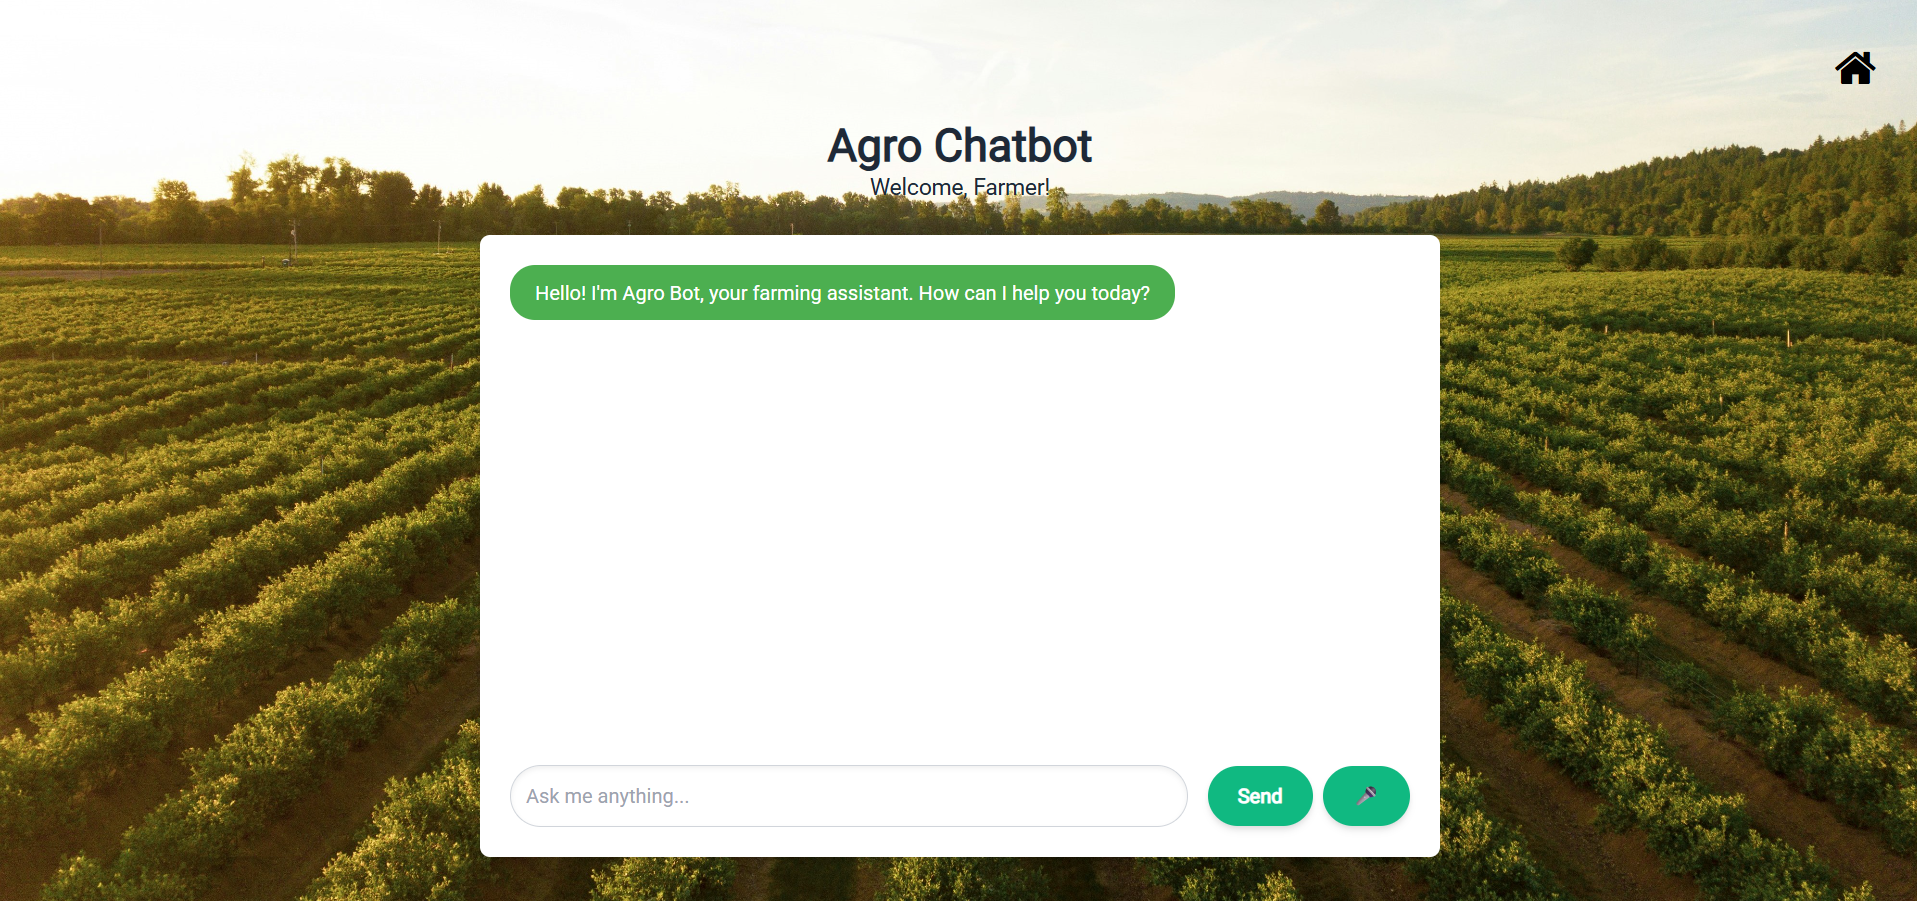 Agro Chatbot
Welcome, Farmer!
Hello! I'm Agro Bot, your farming assistant. How can I help you today?
Ask me anything...
Send